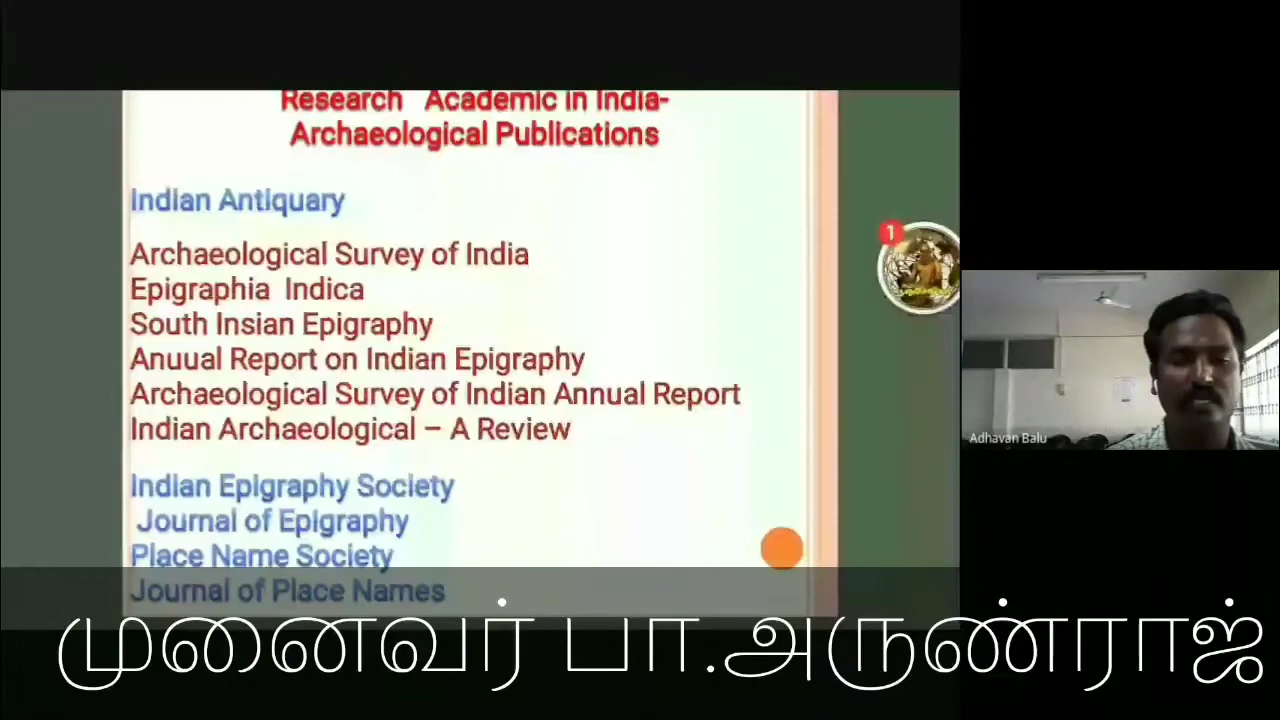 Research Academic in India-
Archaeological Publications
Indian Antiquary
Archaeological Survey of India
Epigraphia Indica
South Insian Epigraphy
Anuual Report on Indian Epigraphy
Archaeological Survey of Indian Annual Report
Indian Archaeological – A Review
Indian Epigraphy Society
Journal of Epigraphy
Place Name Society
Journal of Place Names
1
Adhavan Balu
முனைவர் பா.அருண்ராஜ்